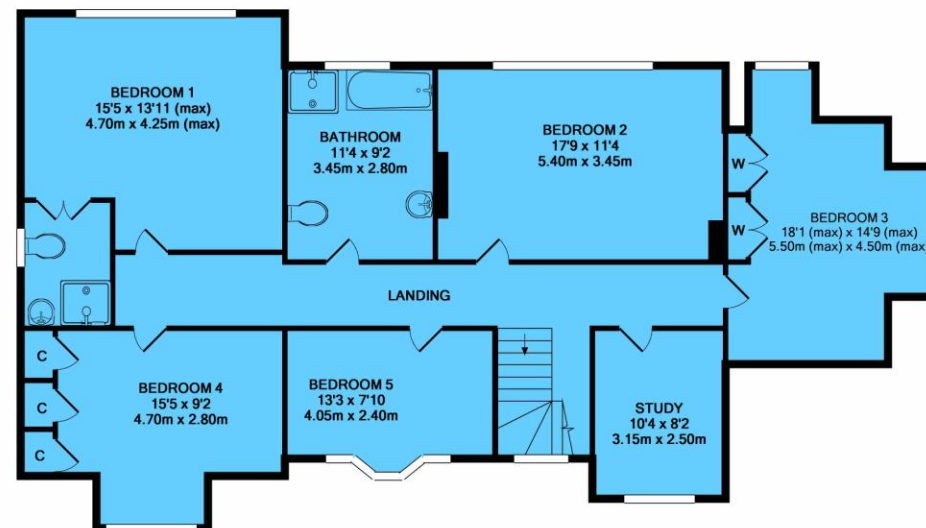 BEDROOM 1
15'5 x 13'11 (max)
4.70m x 4.25m (max)
BATHROOM
11'4 x 9'2
3.45m x 2.80m
BEDROOM 2
17'9 x 11'4
5.40m x 3.45m
W
W
BEDROOM 3
18'1 (max) x 14'9 (max)
5.50m (max) x 4.50m (max)
LANDING
C
C
C
BEDROOM 4
15'5 x 9'2
4.70m x 2.80m
BEDROOM 5
13'3 x 7'10
4.05m x 2.40m
STUDY
10'4 x 8'2
3.15m x 2.50m